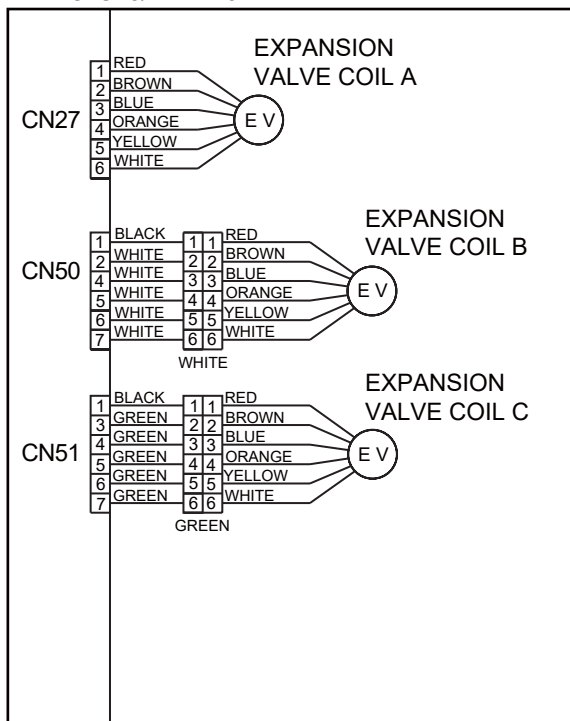 EXPANSION
VALVE COIL A
CN27
1 RED
2 BROWN
3 BLUE
4 ORANGE
5 YELLOW
6 WHITE
E V
EXPANSION
VALVE COIL B
CN50
1 BLACK 1 1 RED
2 WHITE 2 2 BROWN
4 WHITE 3 3 BLUE
5 WHITE 4 4 ORANGE
6 WHITE 5 5 YELLOW
7 WHITE 6 6 WHITE
E V
WHITE
EXPANSION
VALVE COIL C
CN51
1 BLACK 1 1 RED
3 GREEN 2 2 BROWN
4 GREEN 3 3 BLUE
5 GREEN 4 4 ORANGE
6 GREEN 5 5 YELLOW
7 GREEN 6 6 WHITE
E V
GREEN